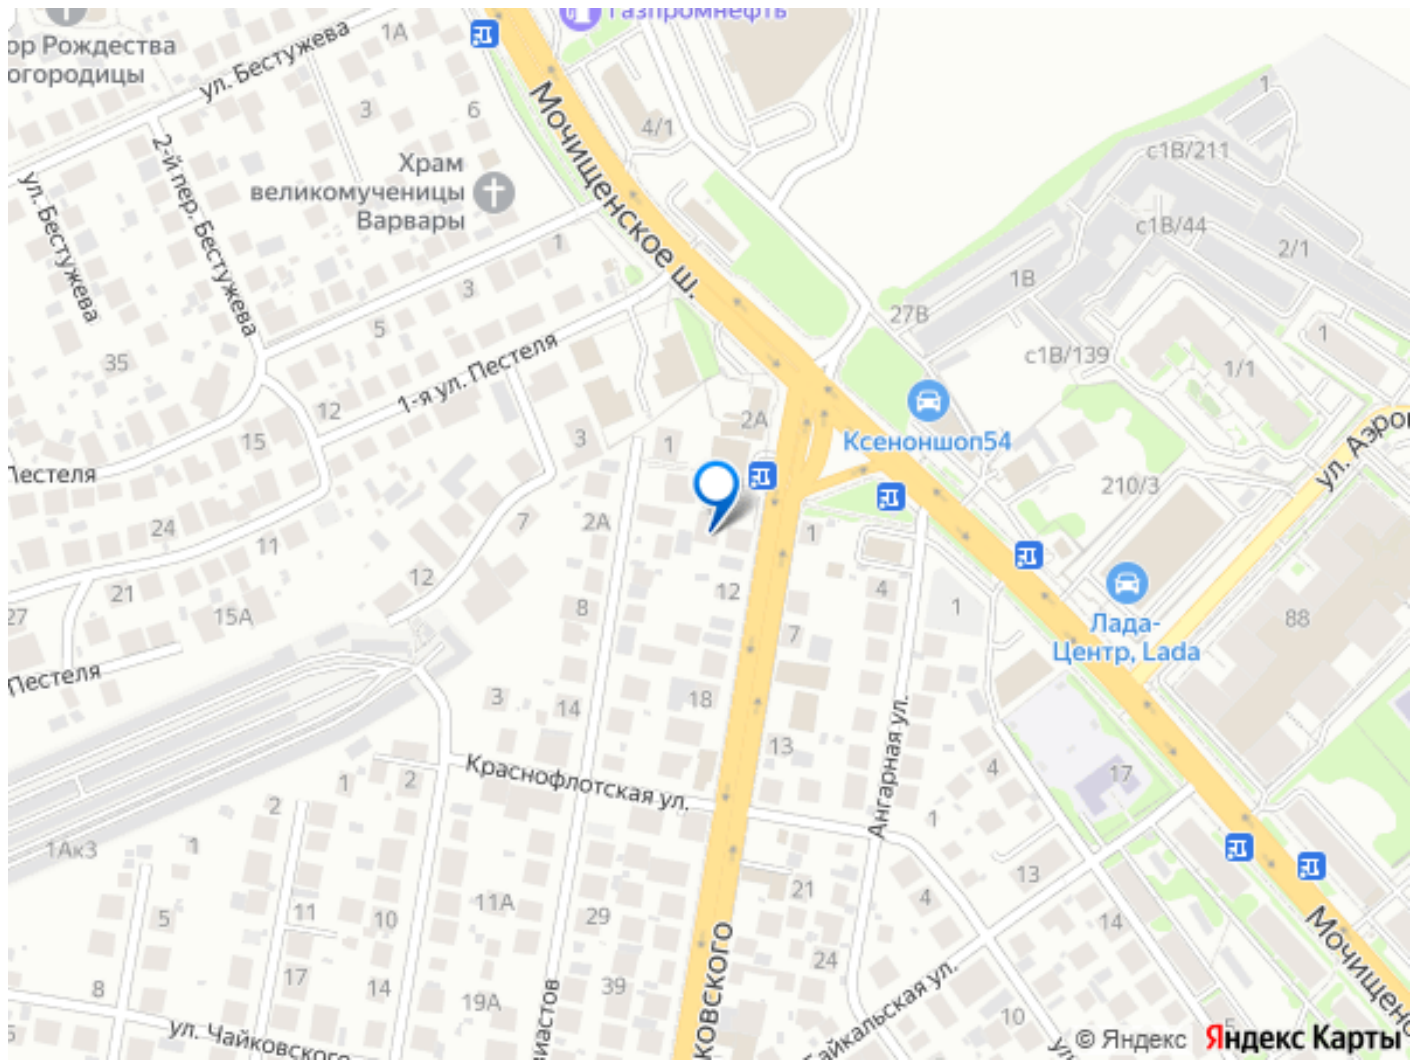 Газпромнефть
ор Рождества
огородицы
ул. Бестужева
1А
3
6
4/1
2-й пер. Бестужева
ул. Бестужева
Храм
великомученицы
Варвары
Мочищенское ш.
1
с1В/211
с1В/44
2/1
1В
27В
с1В/139
1
1/1
1
3
5
35
12
15
1-я ул. Пестеля
Пестеля
3
1
2А
Ксеноншоп54
ул. Аэро
210/3
24
11
7
2А
1
12
21
27
15А
8
12
4
1
Лада-
Центр, Lada
88
7
Пестеля
3
14
18
13
Ангарная ул.
4
17
Краснофлотская ул.
1
2
2
1
1Ак3
1
13
21
4
5
11
10
11А
29
14
24
17
14
19А
39
8
ковского
Байкальская ул.
10
5
Мочищенс
ул. Чайковского
виастов
ул
© Яндекс
Яндекс Карты